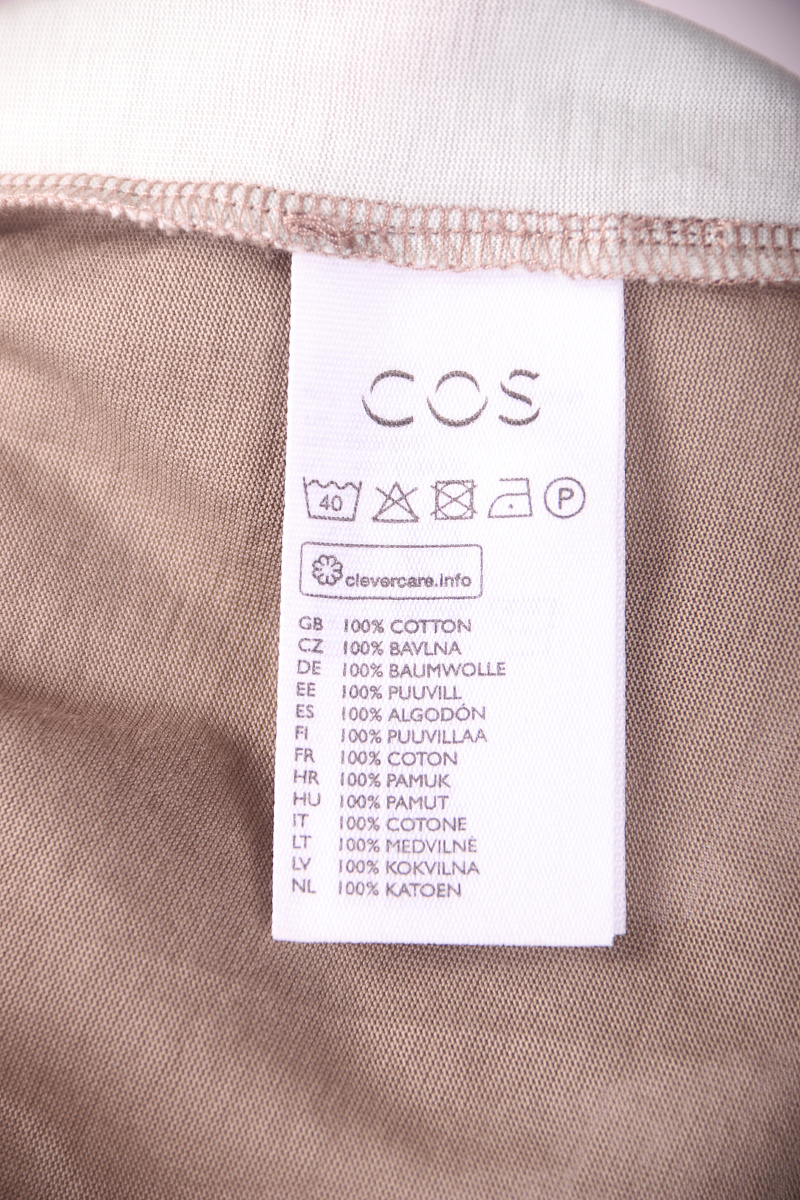 COS
40 P
clevercare.info
GB 100% COTTON
CZ 100% BAVLNA
DE 100% BAUMWOLLE
EE 100% PUUVILL
ES 100% ALGODÓN
FI 100% PUUVILLAA
FR 100% COTON
HR 100% PAMUK
HU 100% PAMUT
IT 100% COTONE
LT 100% MEDVILNĖ
LV 100% KOKVILNA
NL 100% KATOEN